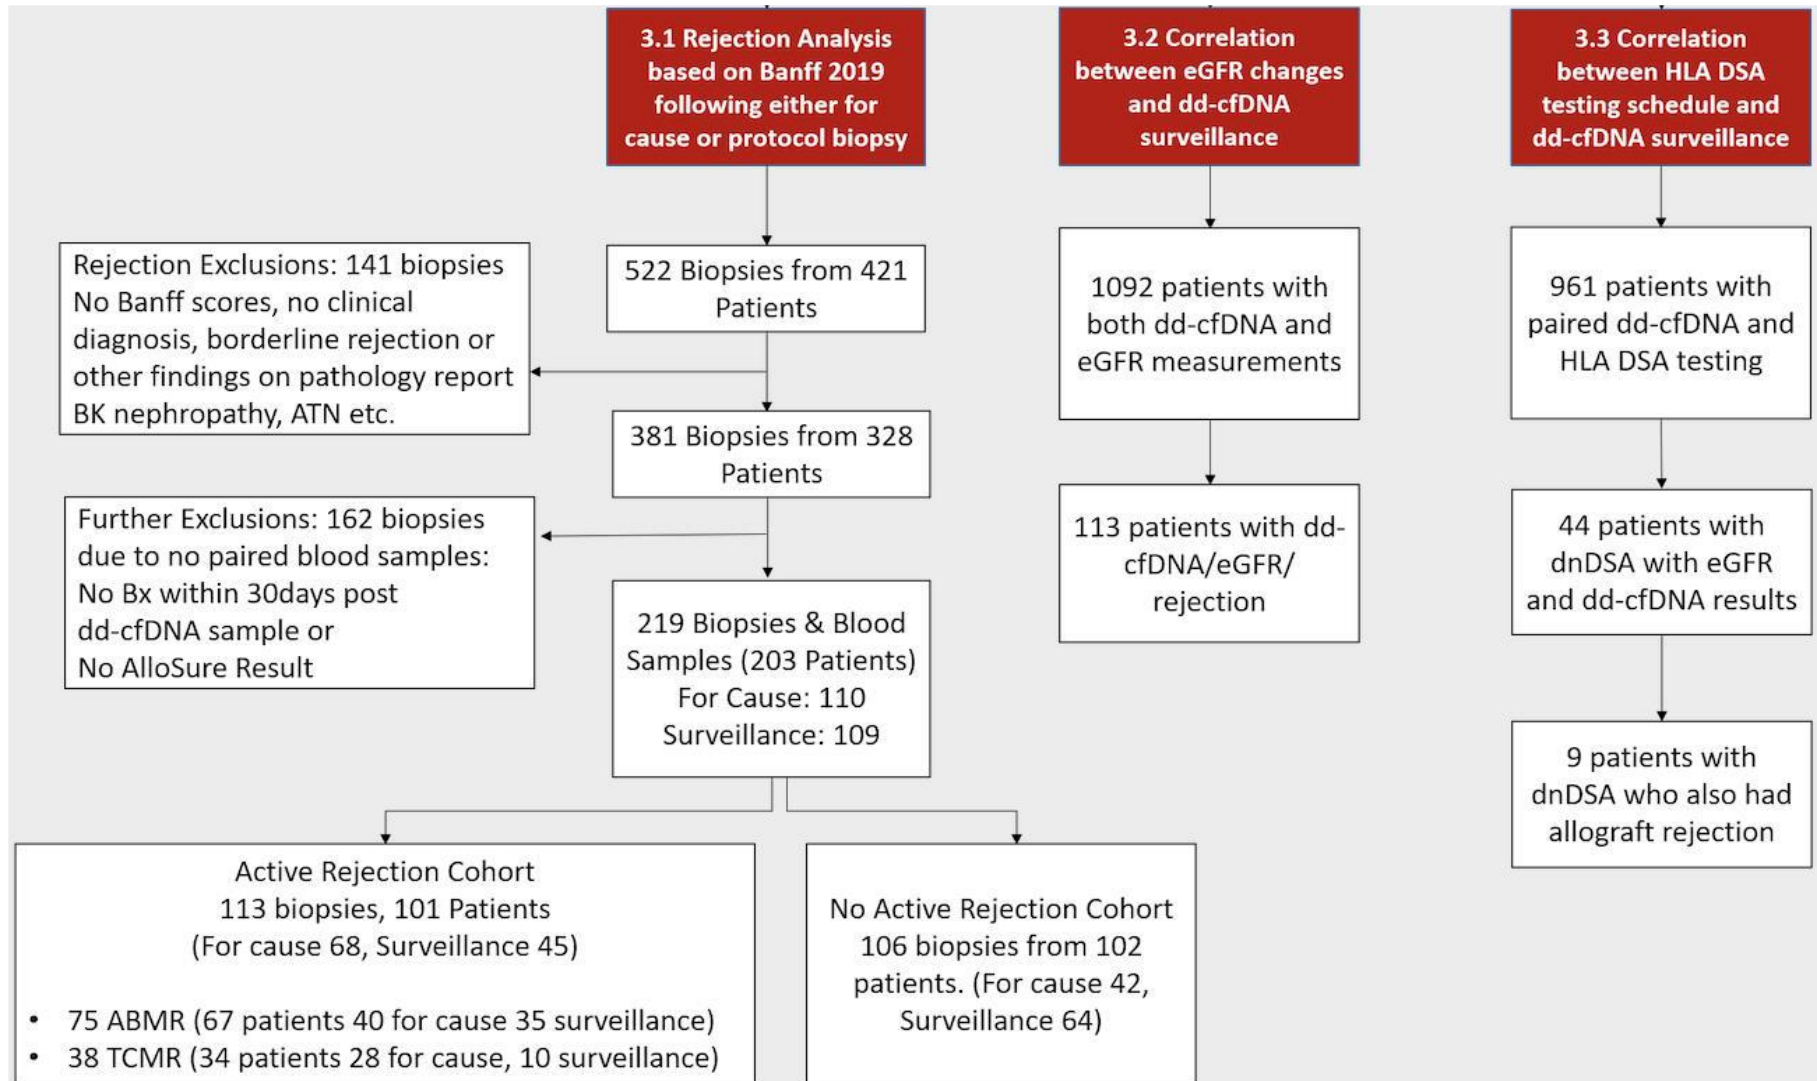 3.1 Rejection Analysis
based on Banff 2019
following either for
cause or protocol biopsy
3.2 Correlation
between eGFR changes
and dd-cfDNA
surveillance
3.3 Correlation
between HLA DSA
testing schedule and
dd-cfDNA surveillance
Rejection Exclusions: 141 biopsies
No Banff scores, no clinical
diagnosis, borderline rejection or
other findings on pathology report
BK nephropathy, ATN etc.
522 Biopsies from 421
Patients
1092 patients with
both dd-cfDNA and
eGFR measurements
961 patients with
paired dd-cfDNA and
HLA DSA testing
381 Biopsies from 328
Patients
Further Exclusions: 162 biopsies
due to no paired blood samples:
No Bx within 30days post
dd-cfDNA sample or
No AlloSure Result
113 patients with dd-
cfDNA/eGFR/
rejection
44 patients with
dnDSA with eGFR
and dd-cfDNA results
219 Biopsies & Blood
Samples (203 Patients)
For Cause: 110
Surveillance: 109
9 patients with
dnDSA who also had
allograft rejection
Active Rejection Cohort
113 biopsies, 101 Patients
(For cause 68, Surveillance 45)
• 75 ABMR (67 patients 40 for cause 35 surveillance)
• 38 TCMR (34 patients 28 for cause, 10 surveillance)
No Active Rejection Cohort
106 biopsies from 102
patients. (For cause 42,
Surveillance 64)